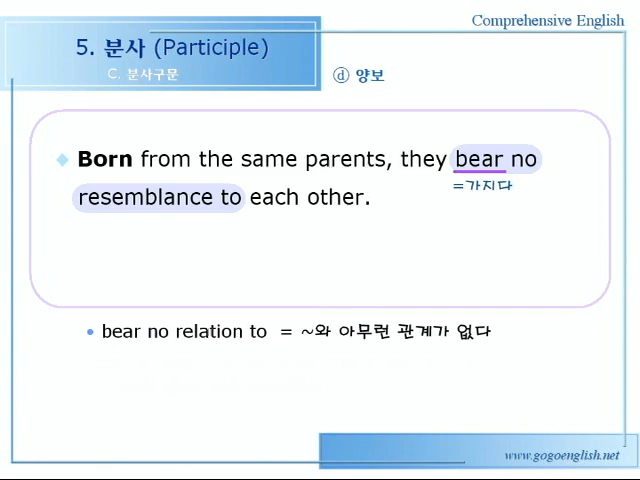 Comprehensive English
5. 분사 (Participle)
C. 분사구문
ⓓ 양보
Born from the same parents, they bear no
=가지다
resemblance to each other.
bear no relation to = ~와 아무런 관계가 없다
www.gogoenglish.net